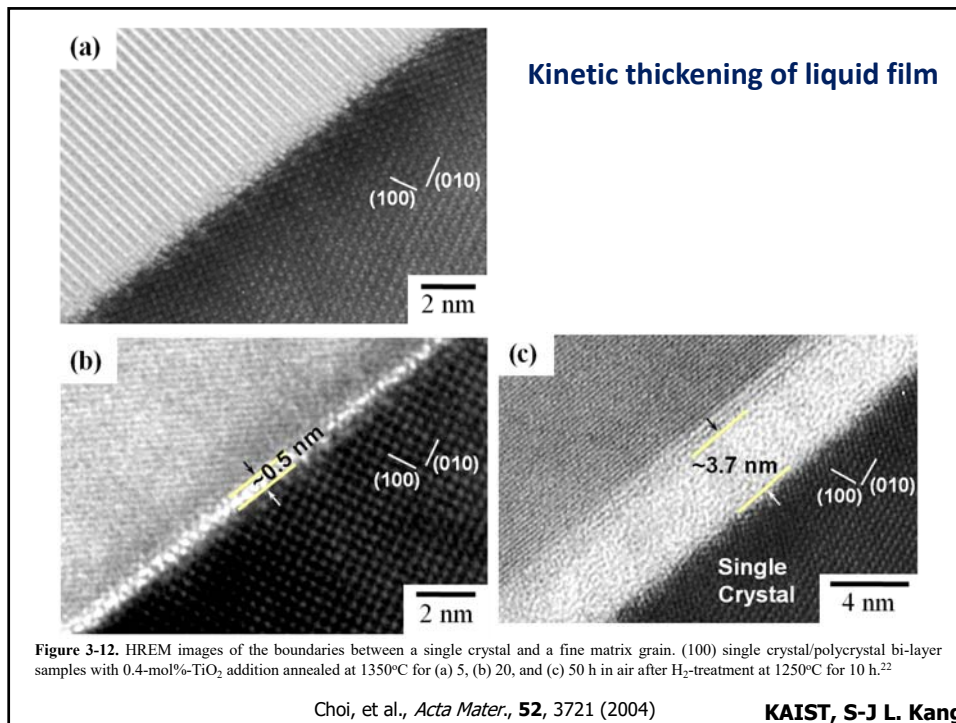 Kinetic thickening of liquid film
(a)
(100) (010)
2 nm
(b)
~0.5 nm
(100) (010)
2 nm
(c)
~3.7 nm
(100) (010)
Single
Crystal
4 nm
Figure 3-12. HREM images of the boundaries between a single crystal and a fine matrix grain. (100) single crystal/polycrystal bi-layer
samples with 0.4-mol%-TiO₂ addition annealed at 1350°C for (a) 5, (b) 20, and (c) 50 h in air after H₂-treatment at 1250°C for 10 h.²²
Choi, et al., Acta Mater., 52, 3721 (2004)
KAIST, S-J L. Kang